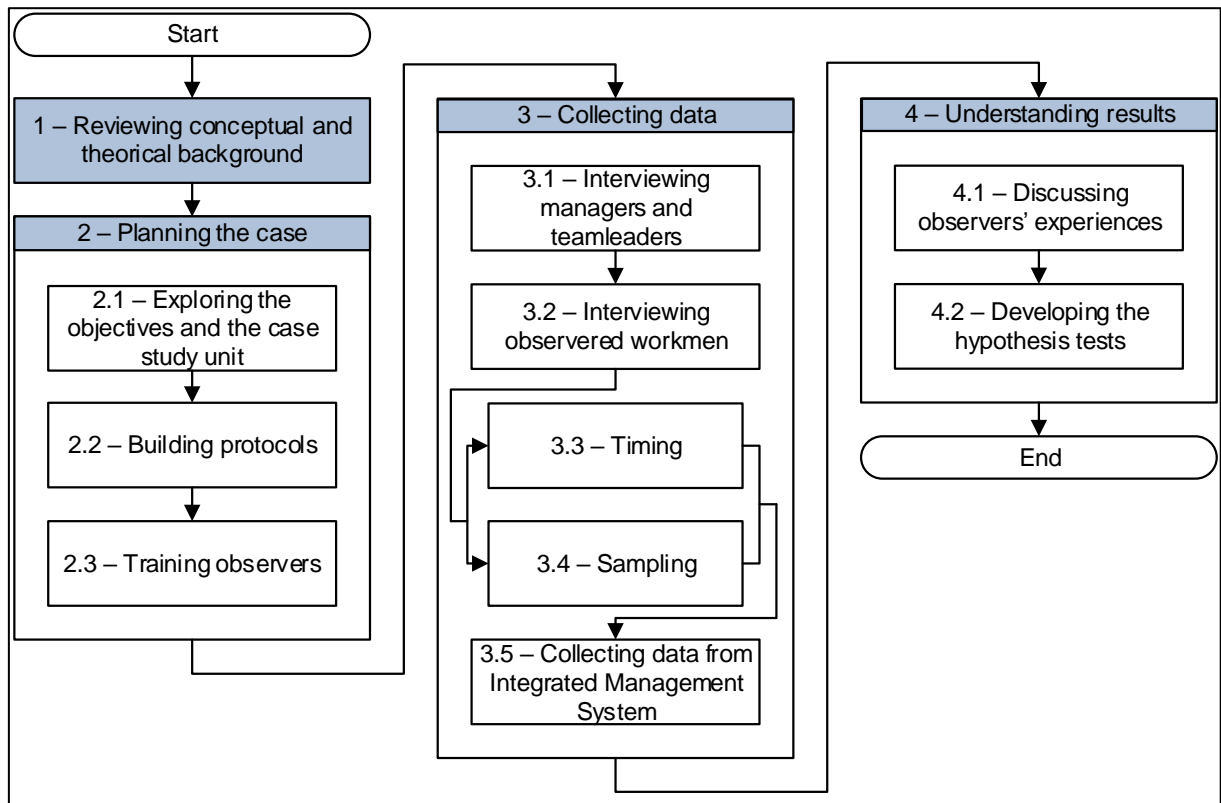 Start
1 – Reviewing conceptual and
theorical background
2 – Planning the case
2.1 – Exploring the
objectives and the case
study unit
2.2 – Building protocols
2.3 – Training observers
3 – Collecting data
3.1 – Interviewing
managers and
teamleaders
3.2 – Interviewing
observered workmen
3.3 – Timing
3.4 – Sampling
3.5 – Collecting data from
Integrated Management
System
4 – Understanding results
4.1 – Discussing
observers’ experiences
4.2 – Developing the
hypothesis tests
End